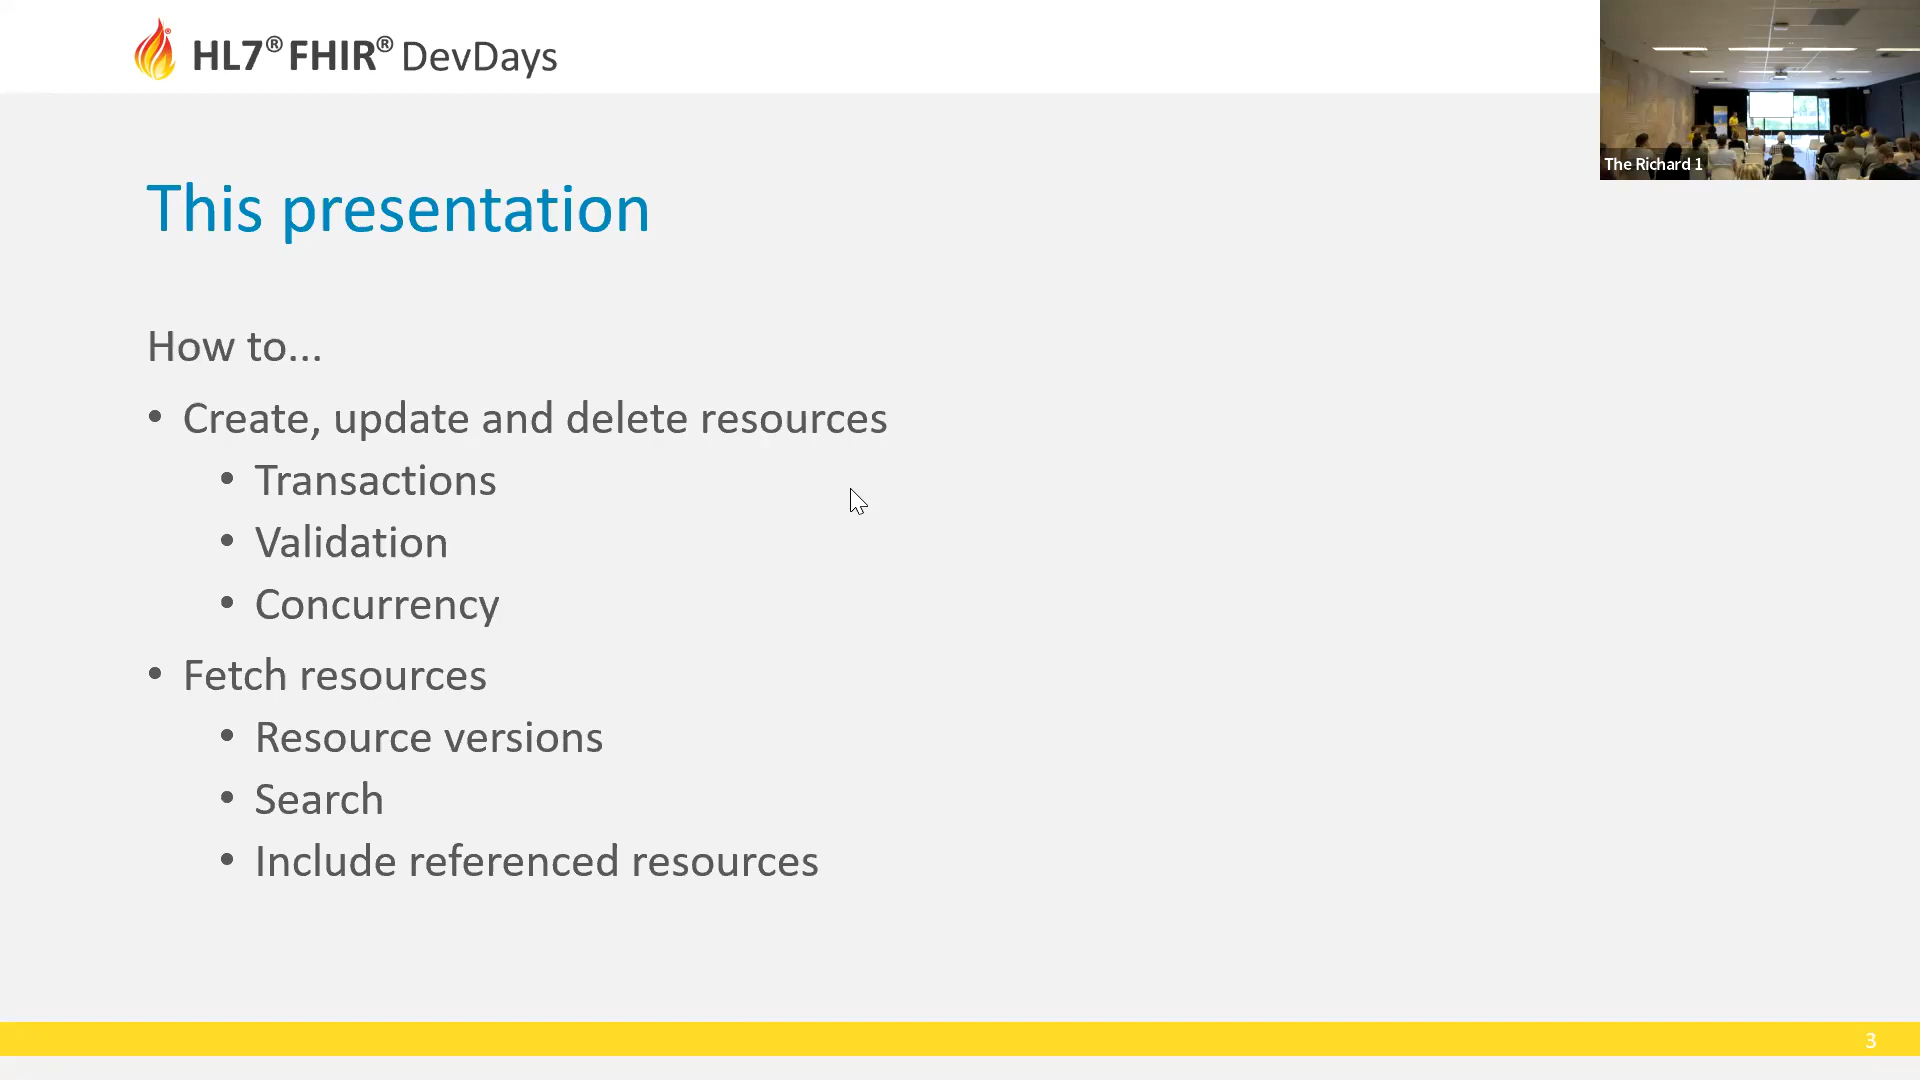 HL7® FHIR® DevDays
The Richard 1
This presentation
How to...
• Create, update and delete resources
• Transactions
• Validation
• Concurrency
• Fetch resources
• Resource versions
• Search
• Include referenced resources
3